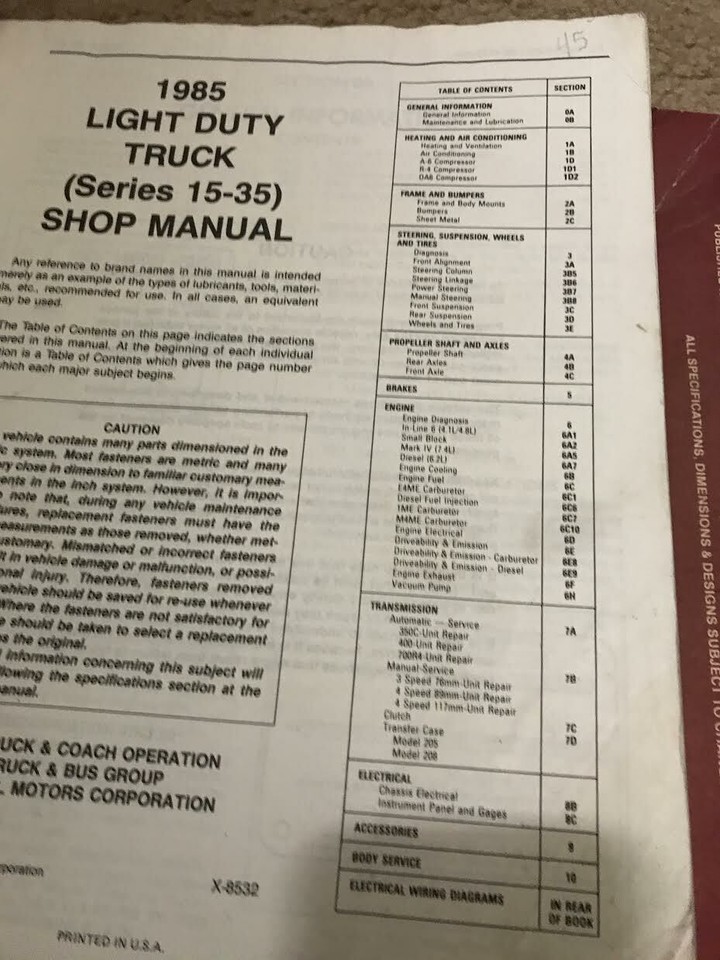 45
1985
LIGHT DUTY
TRUCK
(Series 15-35)
SHOP MANUAL
Any reference to brand names in this manual is intended
merely as an example of the types of lubricants, tools, materi-
als, etc., recommended for use. In all cases, an equivalent
may be used.
The Table of Contents on this page indicates the sections
ered in this manual. At the beginning of each individual
tion is a Table of Contents which gives the page number
which each major subject begins.
CAUTION
vehicle contains many parts dimensioned in the
c system. Most fasteners are metric and many
ry close in dimension to familiar customary mea-
ents in the inch system. However, it is impor-
note that, during any vehicle maintenance
ures, replacement fasteners must have the
easurements as those removed, whether met-
ustomary. Mismatched or incorrect fasteners
lt in vehicle damage or malfunction, or possi-
onal injury. Therefore, fasteners removed
vehicle should be saved for re-use whenever
Where the fasteners are not satisfactory for
e should be taken to select a replacement
s the original.
l information concerning this subject will
llowing the specifications section at the
anual.
UCK & COACH OPERATION
RUCK & BUS GROUP
L MOTORS CORPORATION
rporation
X-8532
PRINTED IN U.S.A.
TABLE OF CONTENTS SECTION
GENERAL INFORMATION
General Information 0A
Maintenance and Lubrication 0B
HEATING AND AIR CONDITIONING
Heating and Ventilation 1A
Air Conditioning 1B
A-6 Compressor 1D
R-4 Compressor 1D1
DA6 Compressor 1D2
FRAME AND BUMPERS
Frame and Body Mounts 2A
Bumpers 2B
Sheet Metal 2C
STEERING, SUSPENSION, WHEELS
AND TIRES
Diagnosis 3
Front Alignment 3A
Steering Column 3B5
Steering Linkage 3B6
Power Steering 3B7
Manual Steering 3B8
Front Suspension 3C
Rear Suspension 3D
Wheels and Tires 3E
PROPELLER SHAFT AND AXLES
Propeller Shaft 4A
Rear Axles 4B
Front Axle 4C
BRAKES 5
ENGINE
Engine Diagnosis 6
In-Line 6 (4.1L/4.8L) 6A1
Small Block 6A2
Mark IV (7.4L) 6A5
Diesel (6.2L) 6A7
Engine Cooling 6B
Engine Fuel 6C
E4ME Carburetor 6C1
Diesel Fuel Injection 6C6
1ME Carburetor 6C7
M4ME Carburetor 6C10
Engine Electrical 6D
Driveability & Emission 6E
Driveability & Emission - Carburetor 6E8
Driveability & Emission - Diesel 6E9
Engine Exhaust 6F
Vacuum Pump 6H
TRANSMISSION
Automatic — Service 7A
350C-Unit Repair
400-Unit Repair
700R4-Unit Repair
Manual-Service 7B
3 Speed 76mm-Unit Repair
4 Speed 89mm-Unit Repair
4 Speed 117mm-Unit Repair
Clutch 7C
Transfer Case 7D
Model 205
Model 208
ELECTRICAL
Chassis Electrical 8B
Instrument Panel and Gages 8C
ACCESSORIES 9
BODY SERVICE 10
ELECTRICAL WIRING DIAGRAMS IN REAR
OF BOOK
ALL SPECIFICATIONS, DIMENSIONS & DESIGNS SUBJECT TO